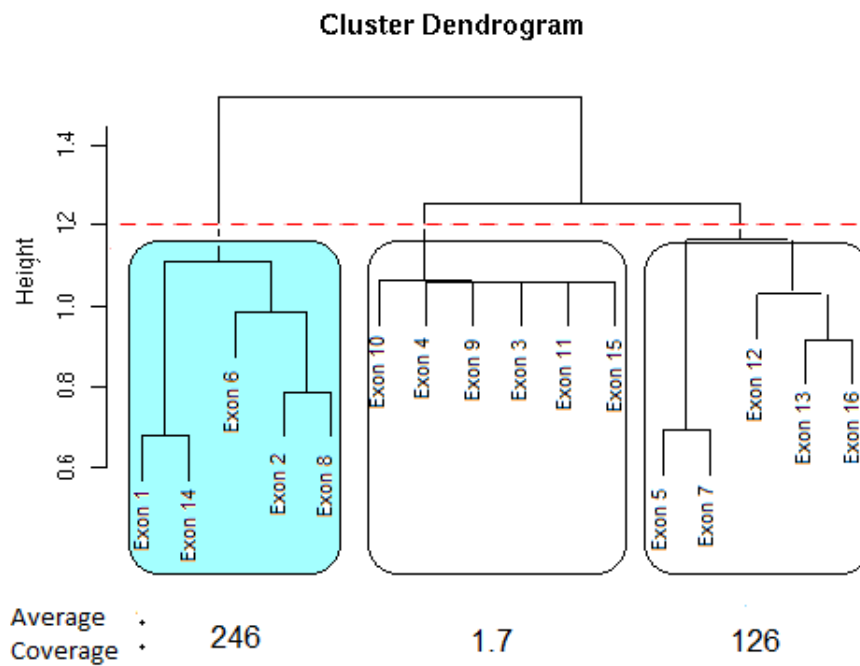 Cluster Dendrogram
Height
1.4
1.2
1.0
0.8
0.6
Exon 1
Exon 14
Exon 6
Exon 2
Exon 8
Exon 10
Exon 4
Exon 9
Exon 3
Exon 11
Exon 15
Exon 5
Exon 7
Exon 12
Exon 13
Exon 16
Average :
Coverage
246
1.7
126